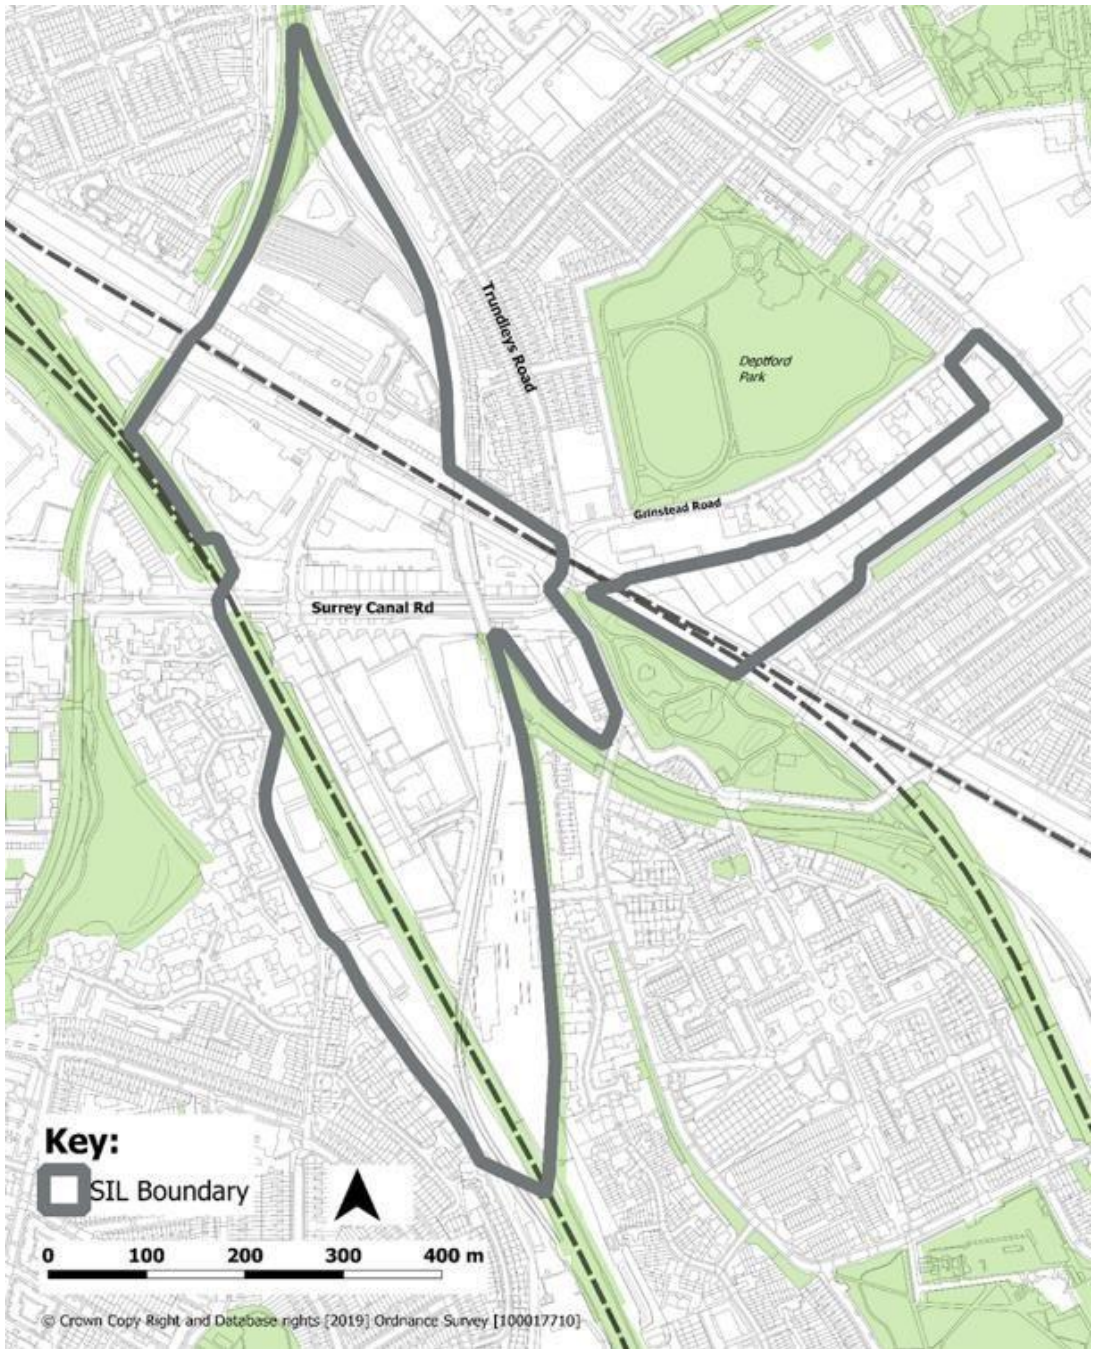 Trundleys Road
Deptford
Park
Grinstead Road
Surrey Canal Rd
Key:
SIL Boundary
0 100 200 300 400 m
© Crown Copy Right and Database rights [2019] Ordnance Survey [100017710]